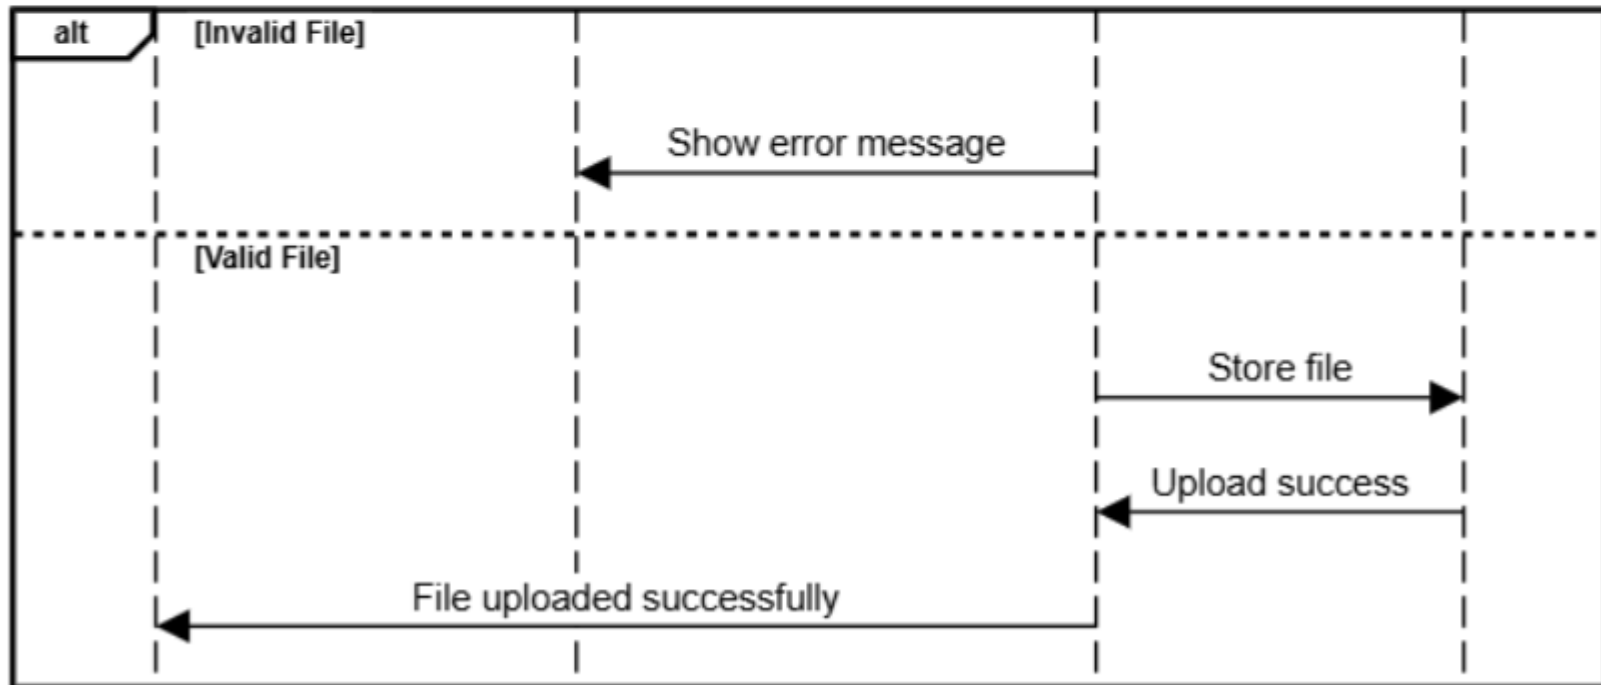 alt
[Invalid File]
Show error message
[Valid File]
Store file
Upload success
File uploaded successfully